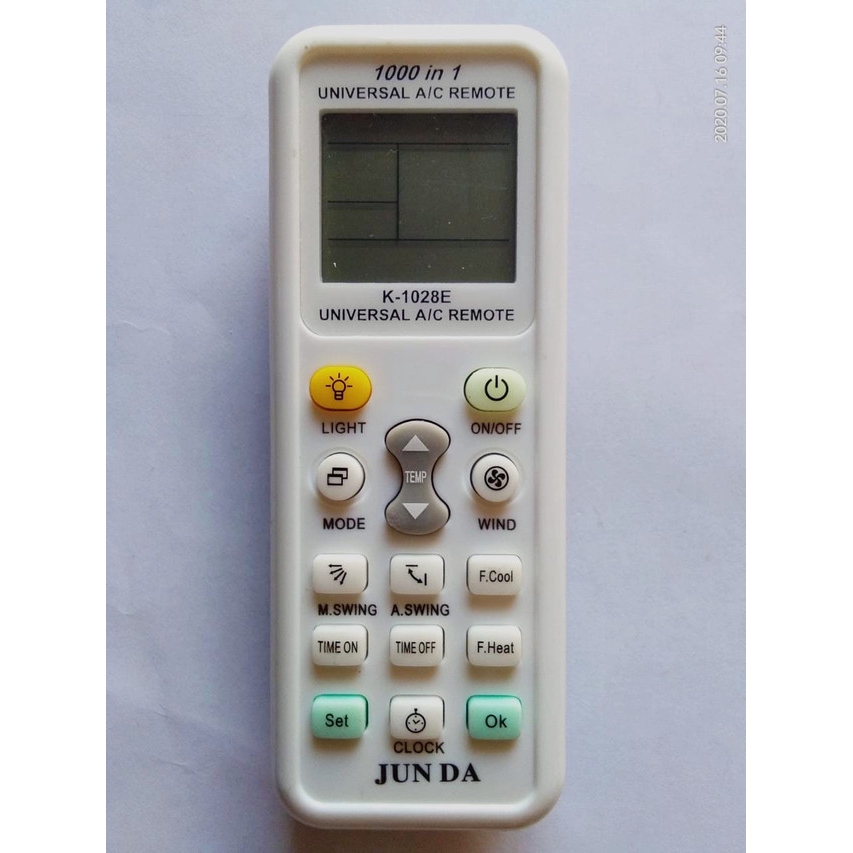 1000 in 1
UNIVERSAL A/C REMOTE
K-1028E
UNIVERSAL A/C REMOTE
LIGHT
ON/OFF
TEMP
MODE
WIND
F.Cool
M.SWING
A.SWING
TIME ON
TIME OFF
F.Heat
Set
Ok
CLOCK
JUN DA
2020.07.16 09:44